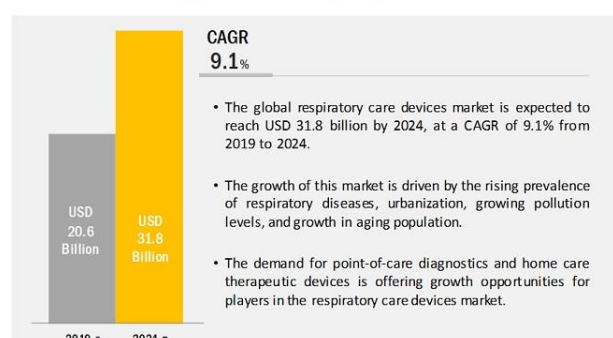 CAGR
9.1%
• The global respiratory care devices market is expected to
reach USD 31.8 billion by 2024, at a CAGR of 9.1% from
2019 to 2024.
• The growth of this market is driven by the rising prevalence
of respiratory diseases, urbanization, growing pollution
levels, and growth in aging population.
• The demand for point-of-care diagnostics and home care
therapeutic devices is offering growth opportunities for
players in the respiratory care devices market.
USD
20.6
Billion
USD
31.8
Billion